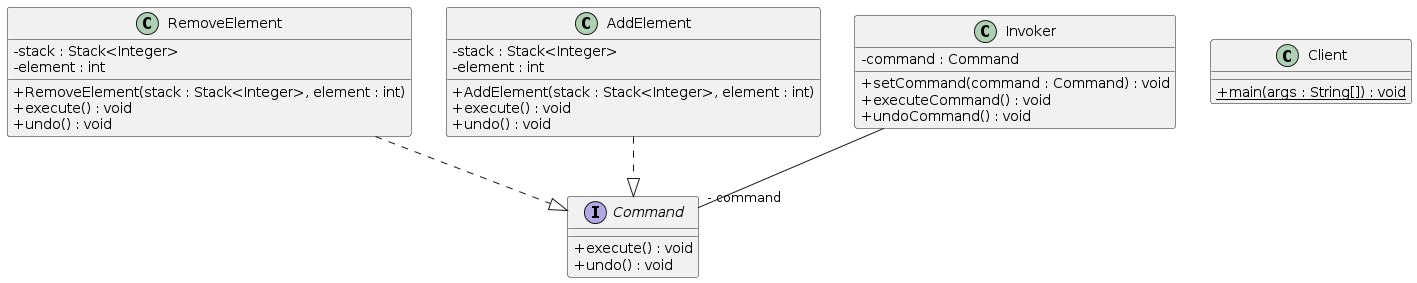 C RemoveElement
-stack : Stack<Integer>
-element : int
+RemoveElement(stack : Stack<Integer>, element : int)
+execute() : void
+undo() : void
C AddElement
-stack : Stack<Integer>
-element : int
+AddElement(stack : Stack<Integer>, element : int)
+execute() : void
+undo() : void
C Invoker
-command : Command
+setCommand(command : Command) : void
+executeCommand() : void
+undoCommand() : void
C Client
+main(args : String[]) : void
- command
I Command
+execute() : void
+undo() : void